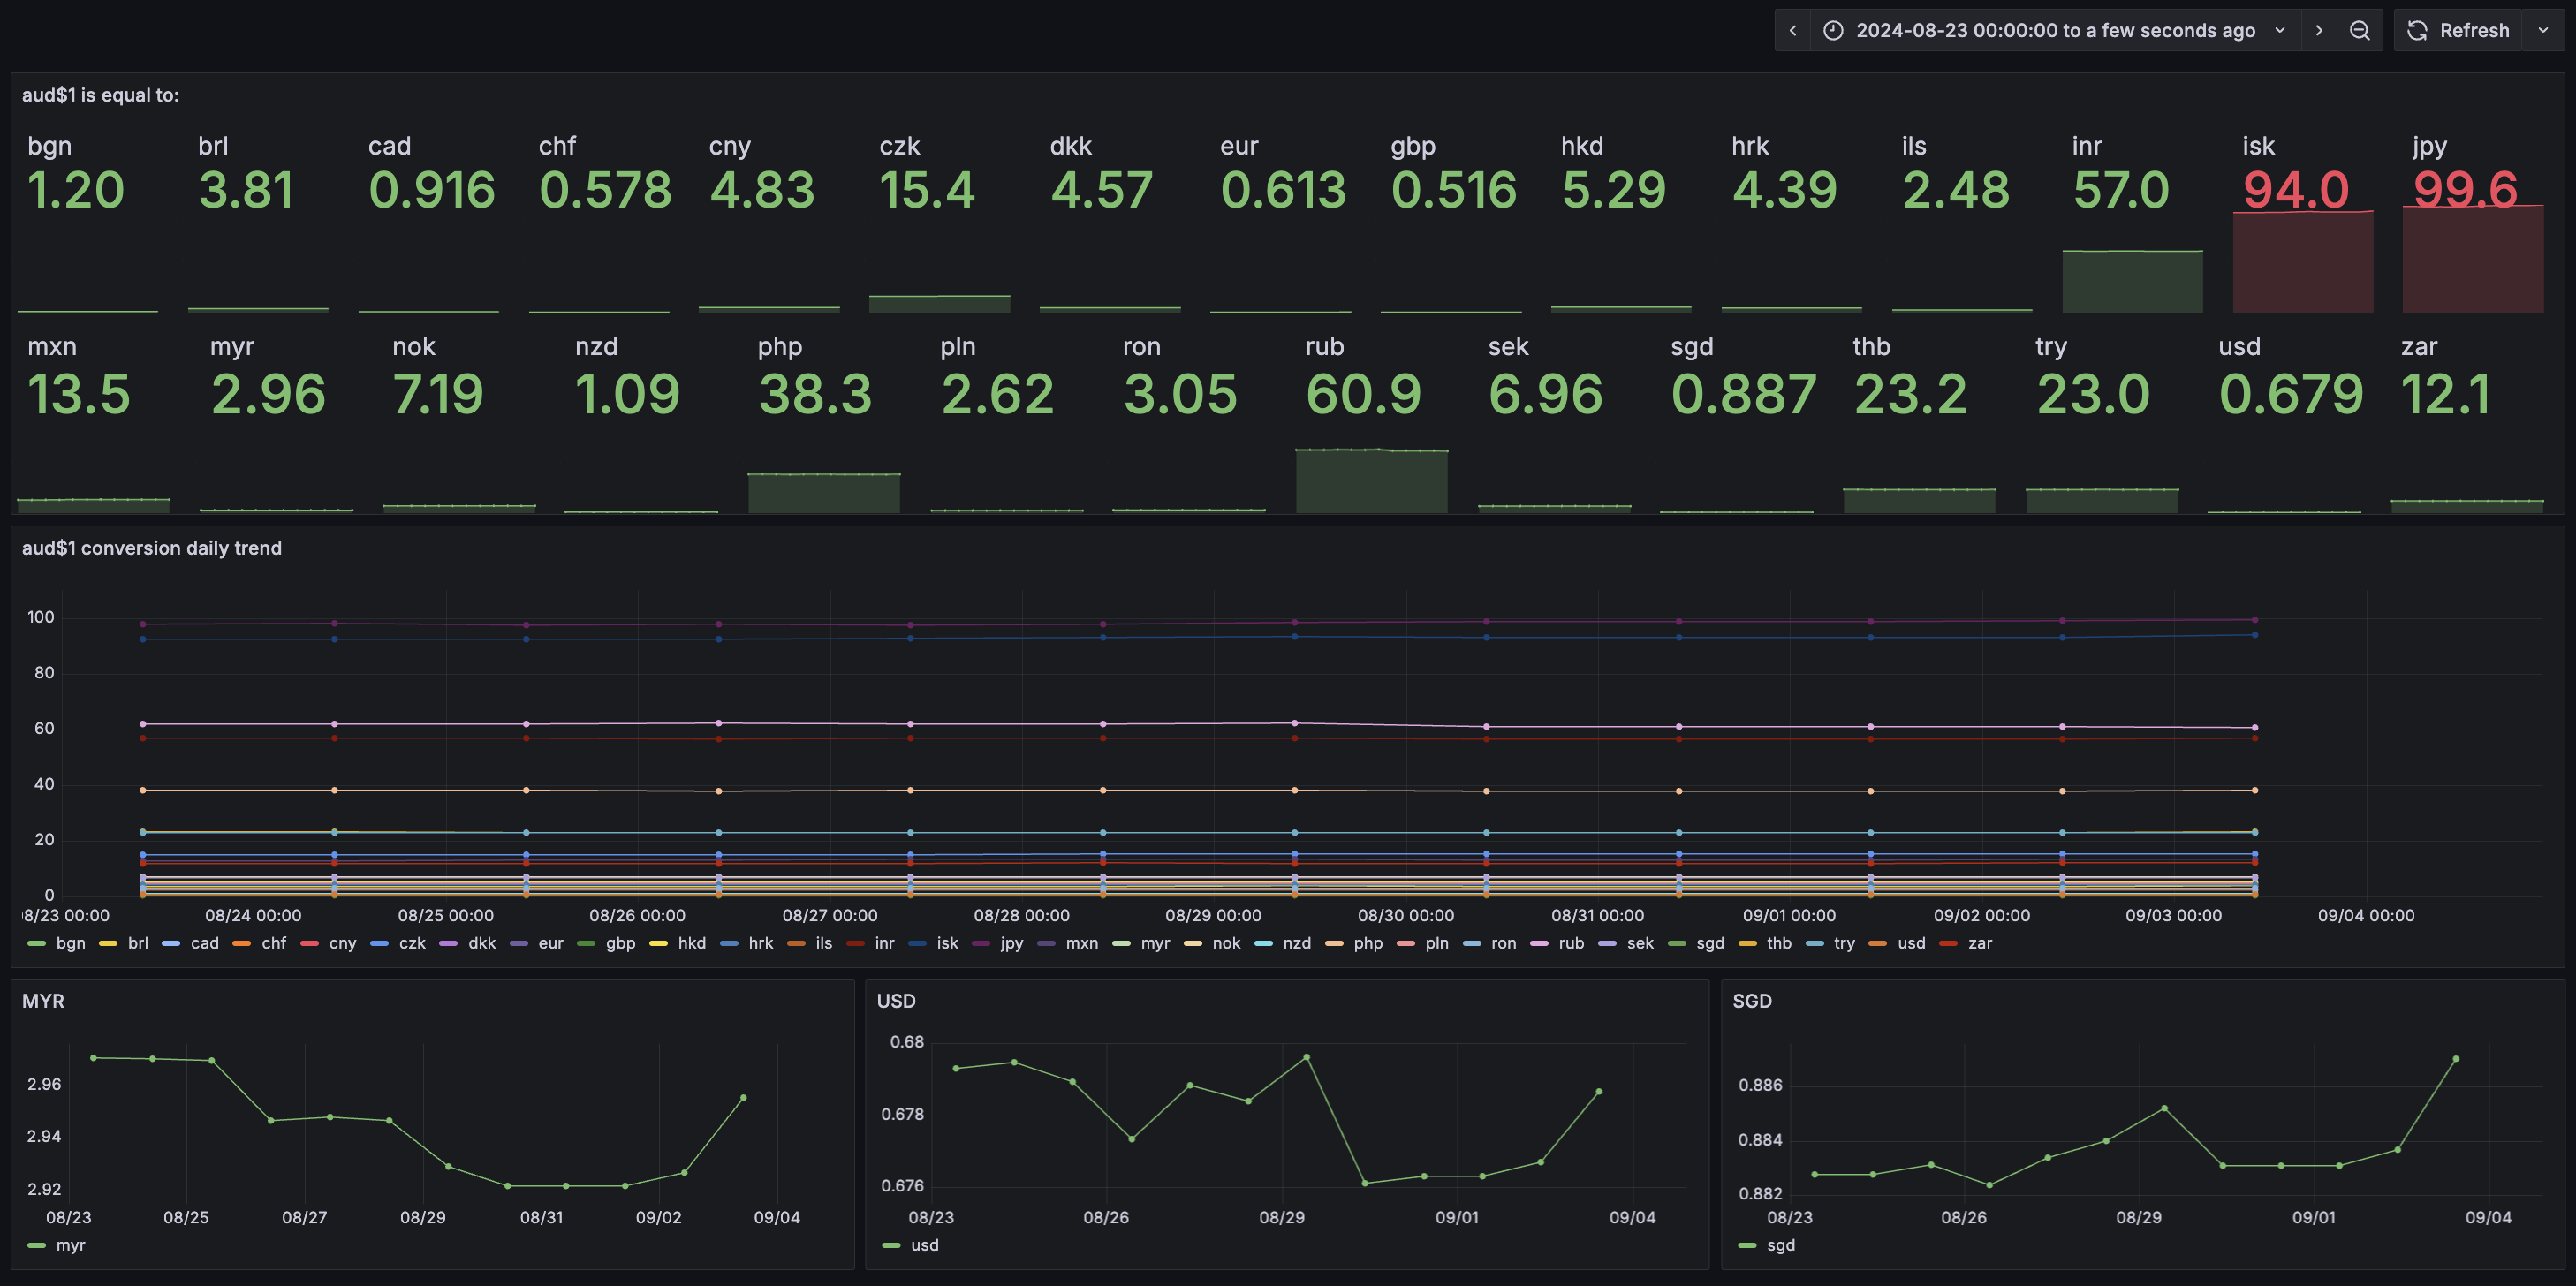 2024-08-23 00:00:00 to a few seconds ago Refresh
aud$1 is equal to:
bgn brl cad chf cny czk dkk eur gbp hkd hrk ils inr isk jpy
1.20 3.81 0.916 0.578 4.83 15.4 4.57 0.613 0.516 5.29 4.39 2.48 57.0 94.0 99.6
mxn myr nok nzd php pln ron rub sek sgd thb try usd zar
13.5 2.96 7.19 1.09 38.3 2.62 3.05 60.9 6.96 0.887 23.2 23.0 0.679 12.1
aud$1 conversion daily trend
100
80
60
40
20
0
8/23 00:00 08/24 00:00 08/25 00:00 08/26 00:00 08/27 00:00 08/28 00:00 08/29 00:00 08/30 00:00 08/31 00:00 09/01 00:00 09/02 00:00 09/03 00:00 09/04 00:00
bgn brl cad chf cny czk dkk eur gbp hkd hrk ils inr isk jpy mxn myr nok nzd php pln ron rub sek sgd thb try usd zar
MYR
2.96
2.94
2.92
08/23 08/25 08/27 08/29 08/31 09/02 09/04
myr
USD
0.68
0.678
0.676
08/23 08/26 08/29 09/01 09/04
usd
SGD
0.886
0.884
0.882
08/23 08/26 08/29 09/01 09/04
sgd